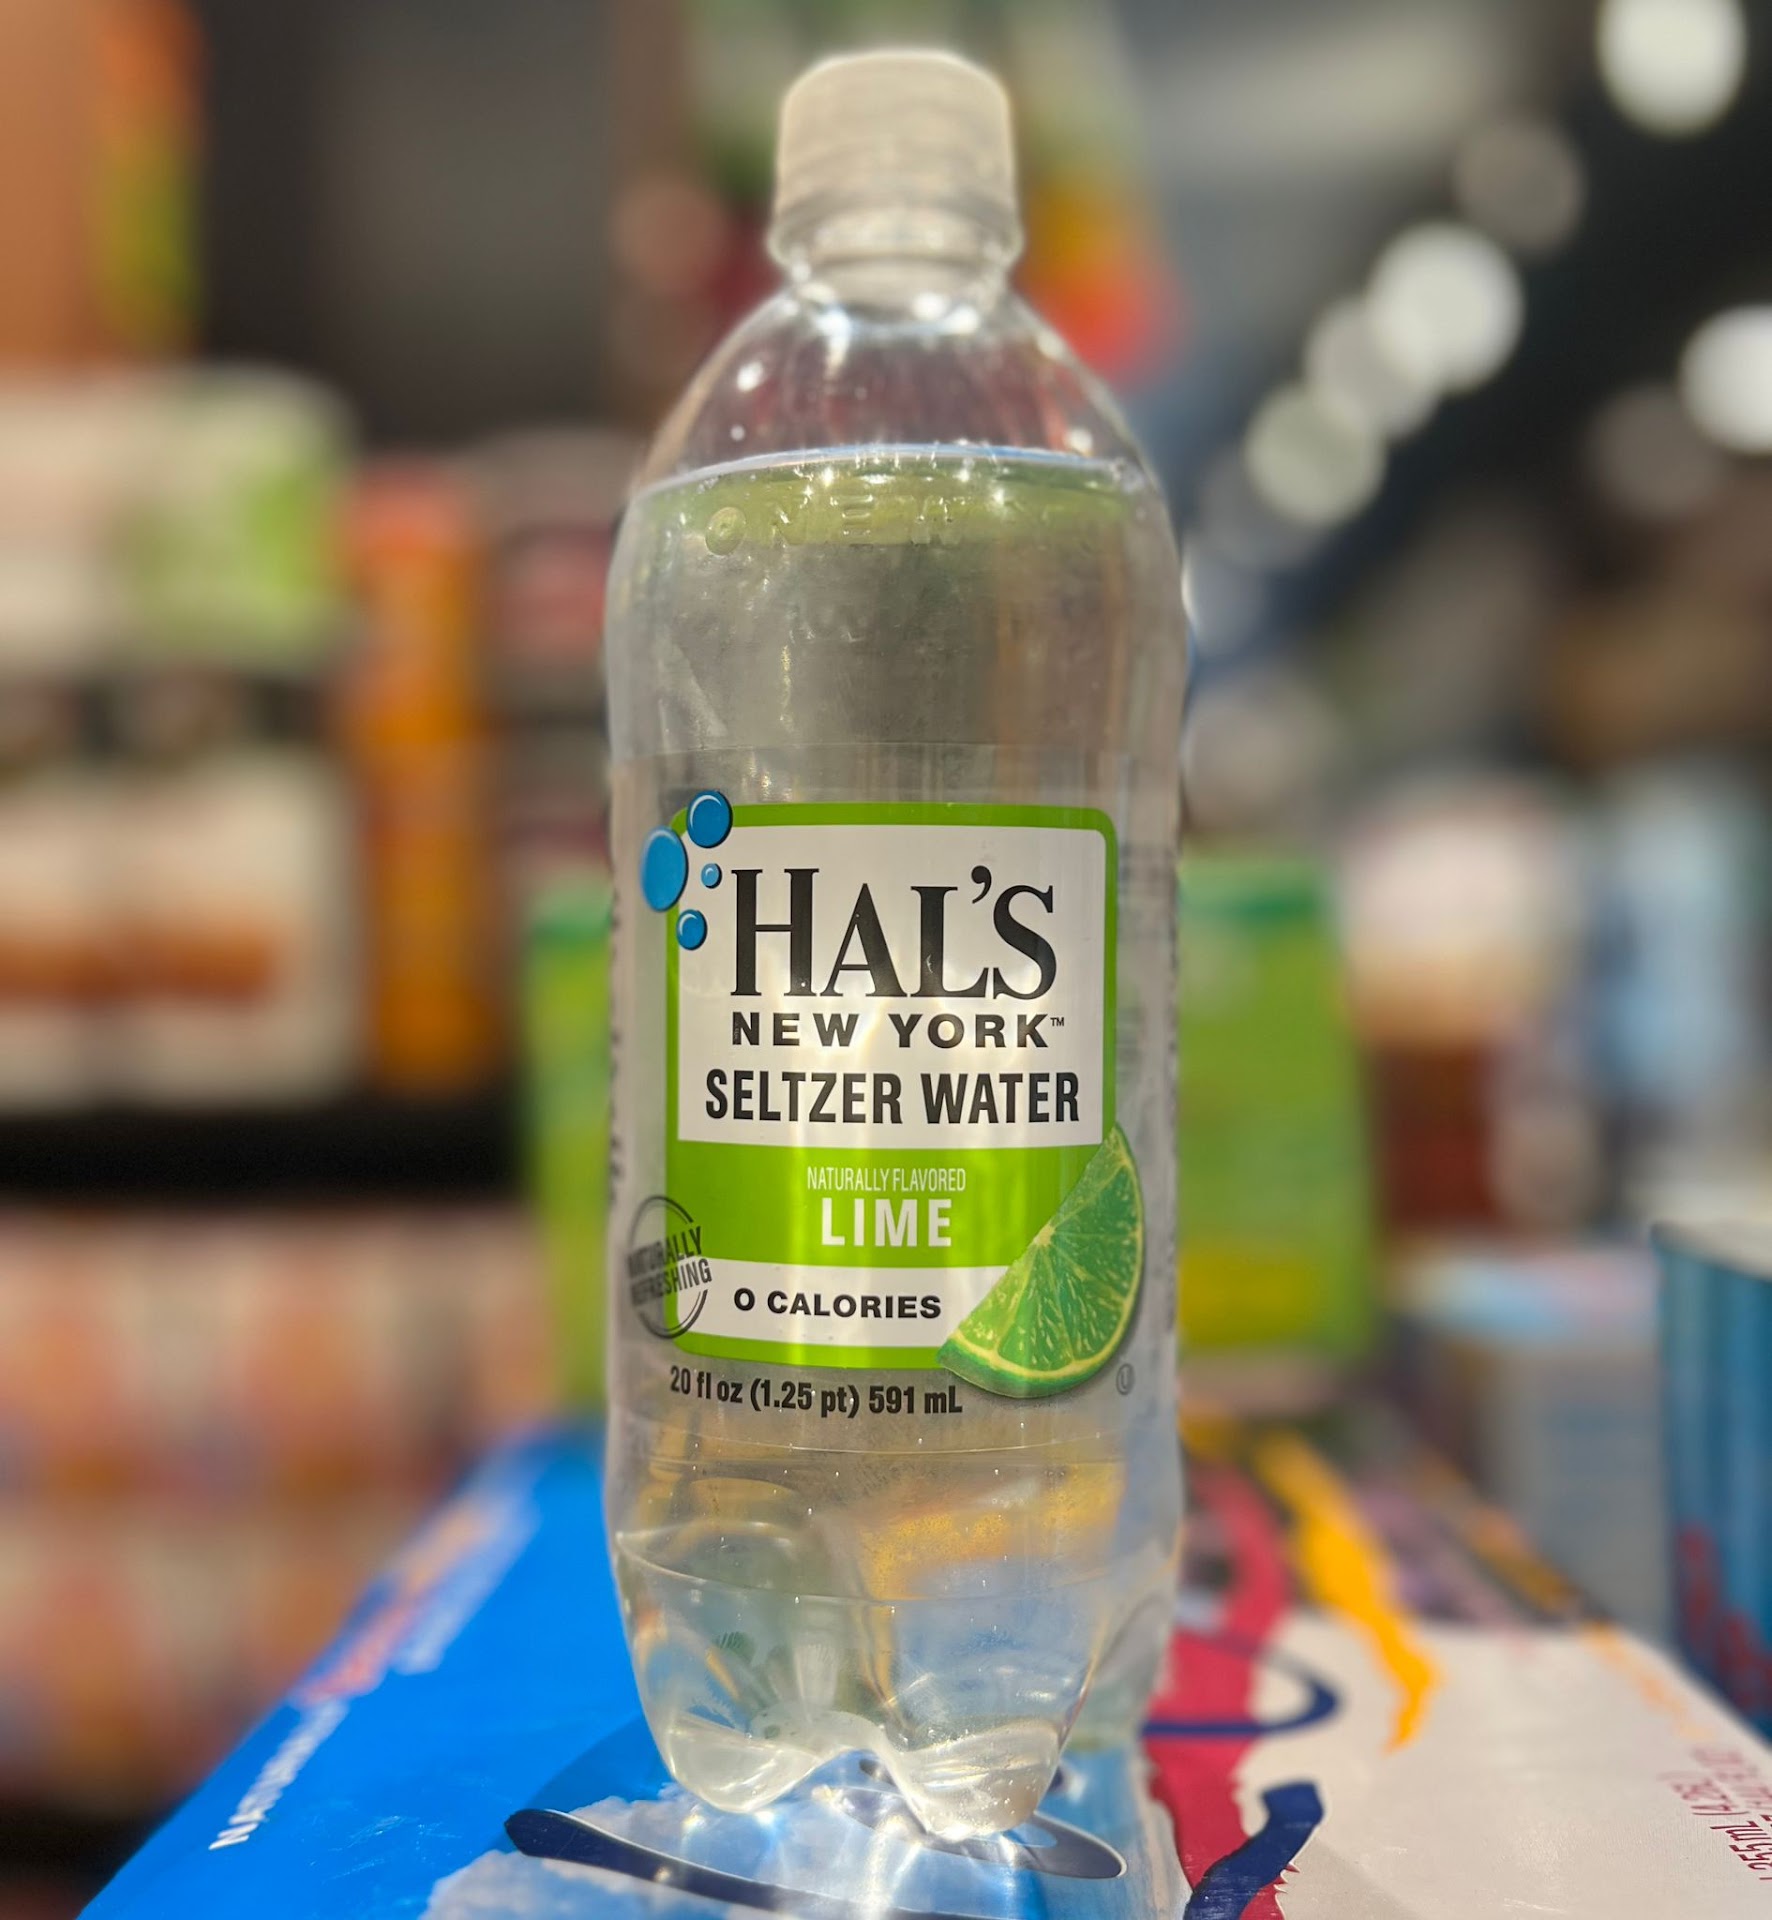 HAL'S
NEW YORK™
SELTZER WATER
NATURALLY FLAVORED
LIME
NATURALLY
REFRESHING
0 CALORIES
20 fl oz (1.25 pt) 591 mL
U